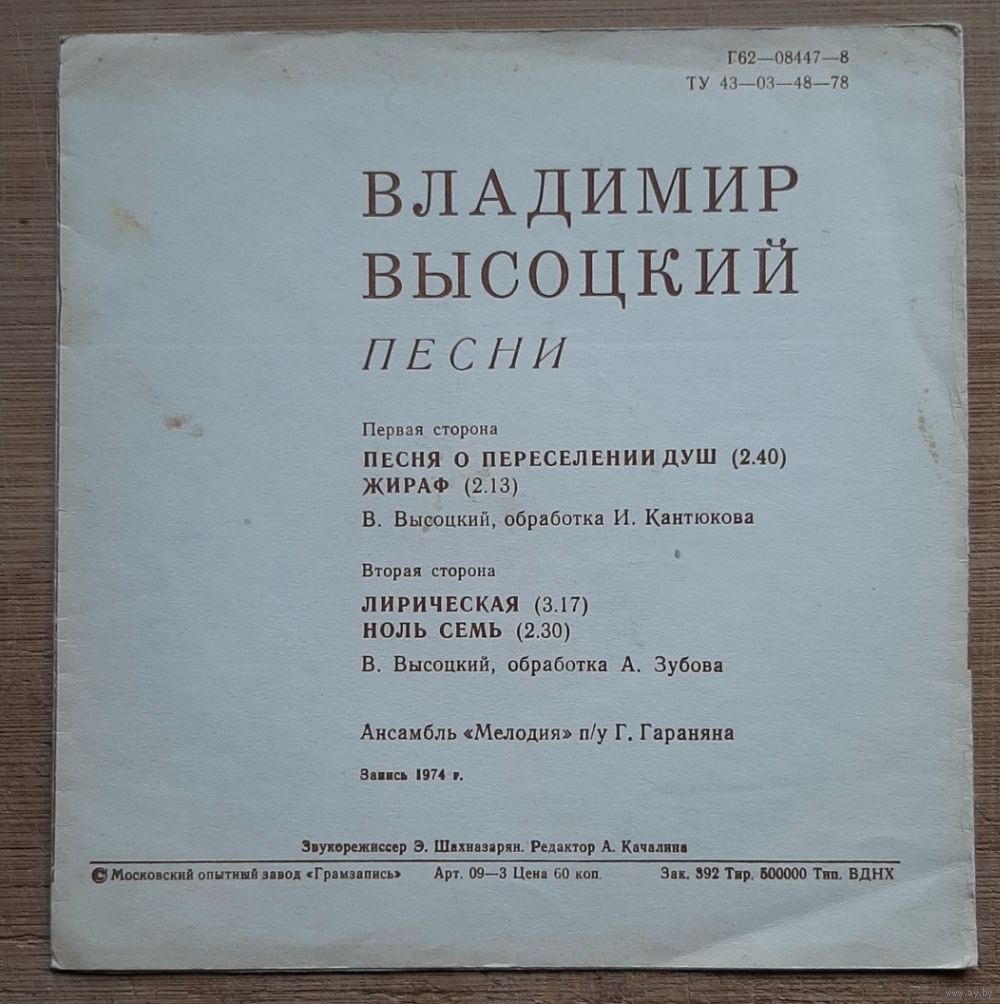 Г62—08447—8
ТУ 43—03—48—78
ВЛАДИМИР
ВЫСОЦКИЙ
ПЕСНИ
Первая сторона
ПЕСНЯ О ПЕРЕСЕЛЕНИИ ДУШ (2.40)
ЖИРАФ (2.13)
В. Высоцкий, обработка И. Кантюкова
Вторая сторона
ЛИРИЧЕСКАЯ (3.17)
НОЛЬ СЕМЬ (2.30)
В. Высоцкий, обработка А. Зубова
Ансамбль «Мелодия» п/у Г. Гараняна
Запись 1974 г.
Звукорежиссер Э. Шахназарян. Редактор А. Качалина
© Московский опытный завод «Грамзапись» Арт. 09—3 Цена 60 коп. Зак. 392 Тир. 500000 Тип. ВДНХ
www.ay.by